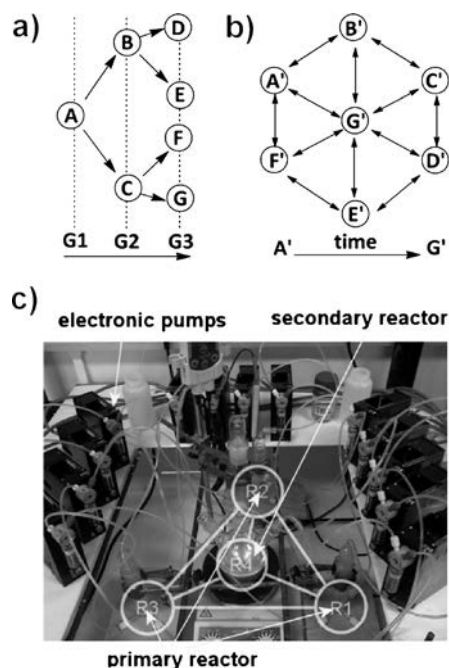 a)
B
D
A
E
F
C
G
G1 G2 G3
b)
B'
A'
C'
G'
F'
D'
E'
A' time G'
c)
electronic pumps
secondary reactor
R2
R4
R3
R1
primary reactor